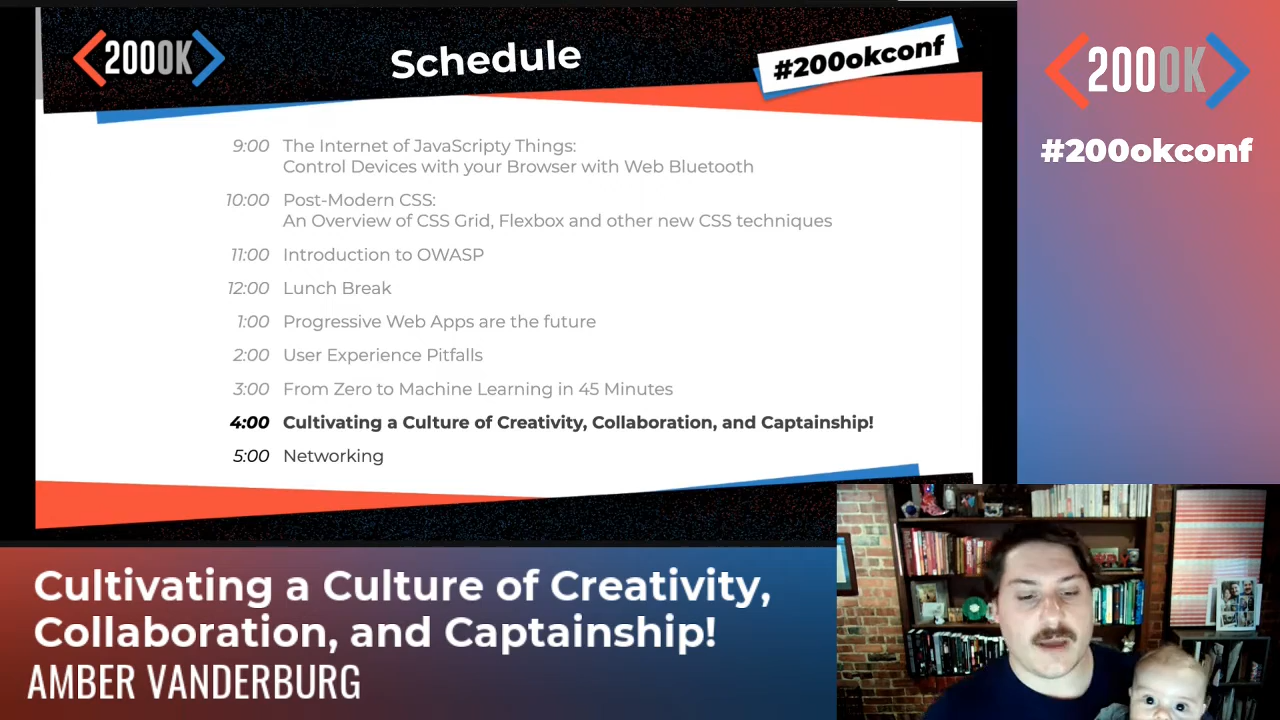 200OK
Schedule
#200okconf
200OK
#200okconf
9:00 The Internet of JavaScripty Things:
Control Devices with your Browser with Web Bluetooth
10:00 Post-Modern CSS:
An Overview of CSS Grid, Flexbox and other new CSS techniques
11:00 Introduction to OWASP
12:00 Lunch Break
1:00 Progressive Web Apps are the future
2:00 User Experience Pitfalls
3:00 From Zero to Machine Learning in 45 Minutes
4:00 Cultivating a Culture of Creativity, Collaboration, and Captainship!
5:00 Networking
Cultivating a Culture of Creativity,
Collaboration, and Captainship!
AMBER VANDERBURG